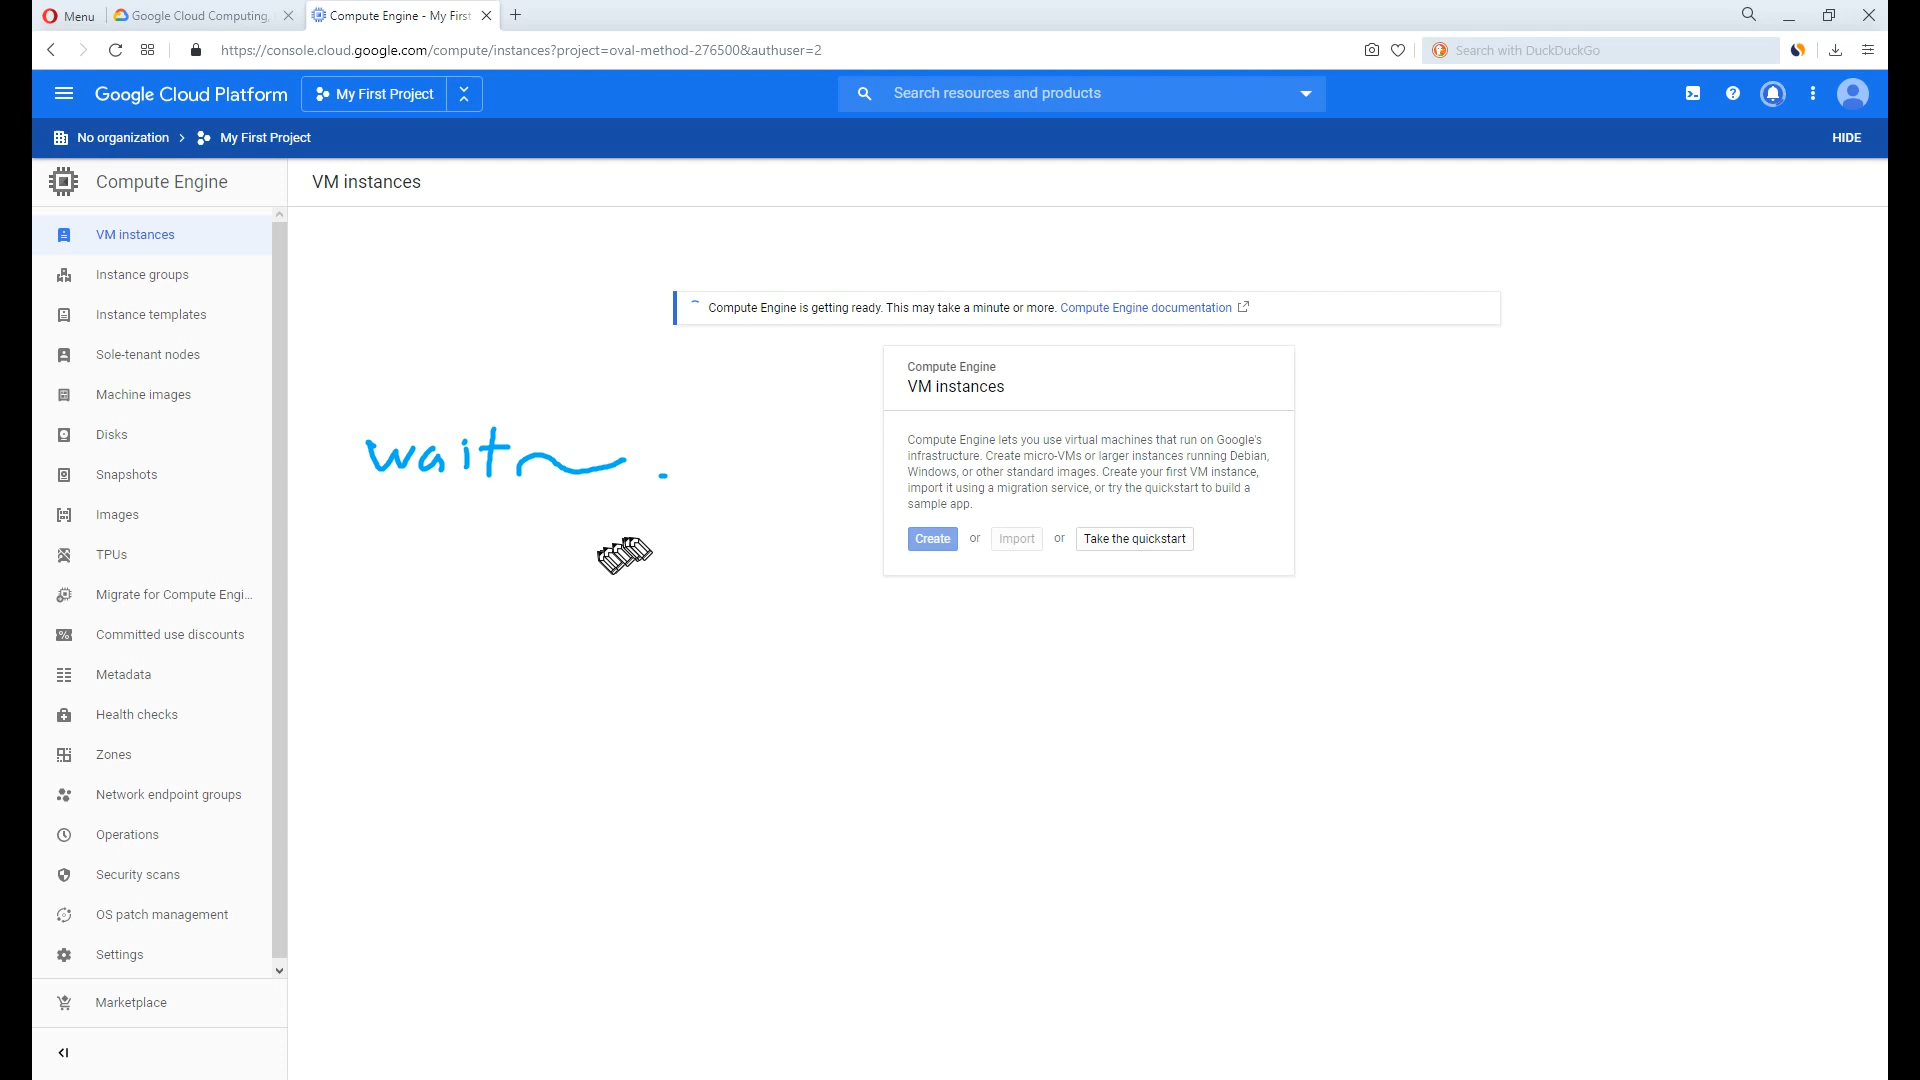 Menu
Google Cloud Computing,
Compute Engine - My First
https://console.cloud.google.com/compute/instances?project=oval-method-276500&authuser=2
Search with DuckDuckGo
Google Cloud Platform
My First Project
Search resources and products
No organization
My First Project
HIDE
Compute Engine
VM instances
VM instances
Instance groups
Instance templates
Sole-tenant nodes
Machine images
Disks
Snapshots
Images
TPUs
Migrate for Compute Engi...
Committed use discounts
Metadata
Health checks
Zones
Network endpoint groups
Operations
Security scans
OS patch management
Settings
Marketplace
Compute Engine is getting ready. This may take a minute or more. Compute Engine documentation
wait~ .
Compute Engine
VM instances
Compute Engine lets you use virtual machines that run on Google's
infrastructure. Create micro-VMs or larger instances running Debian,
Windows, or other standard images. Create your first VM instance,
import it using a migration service, or try the quickstart to build a
sample app.
Create or Import or Take the quickstart